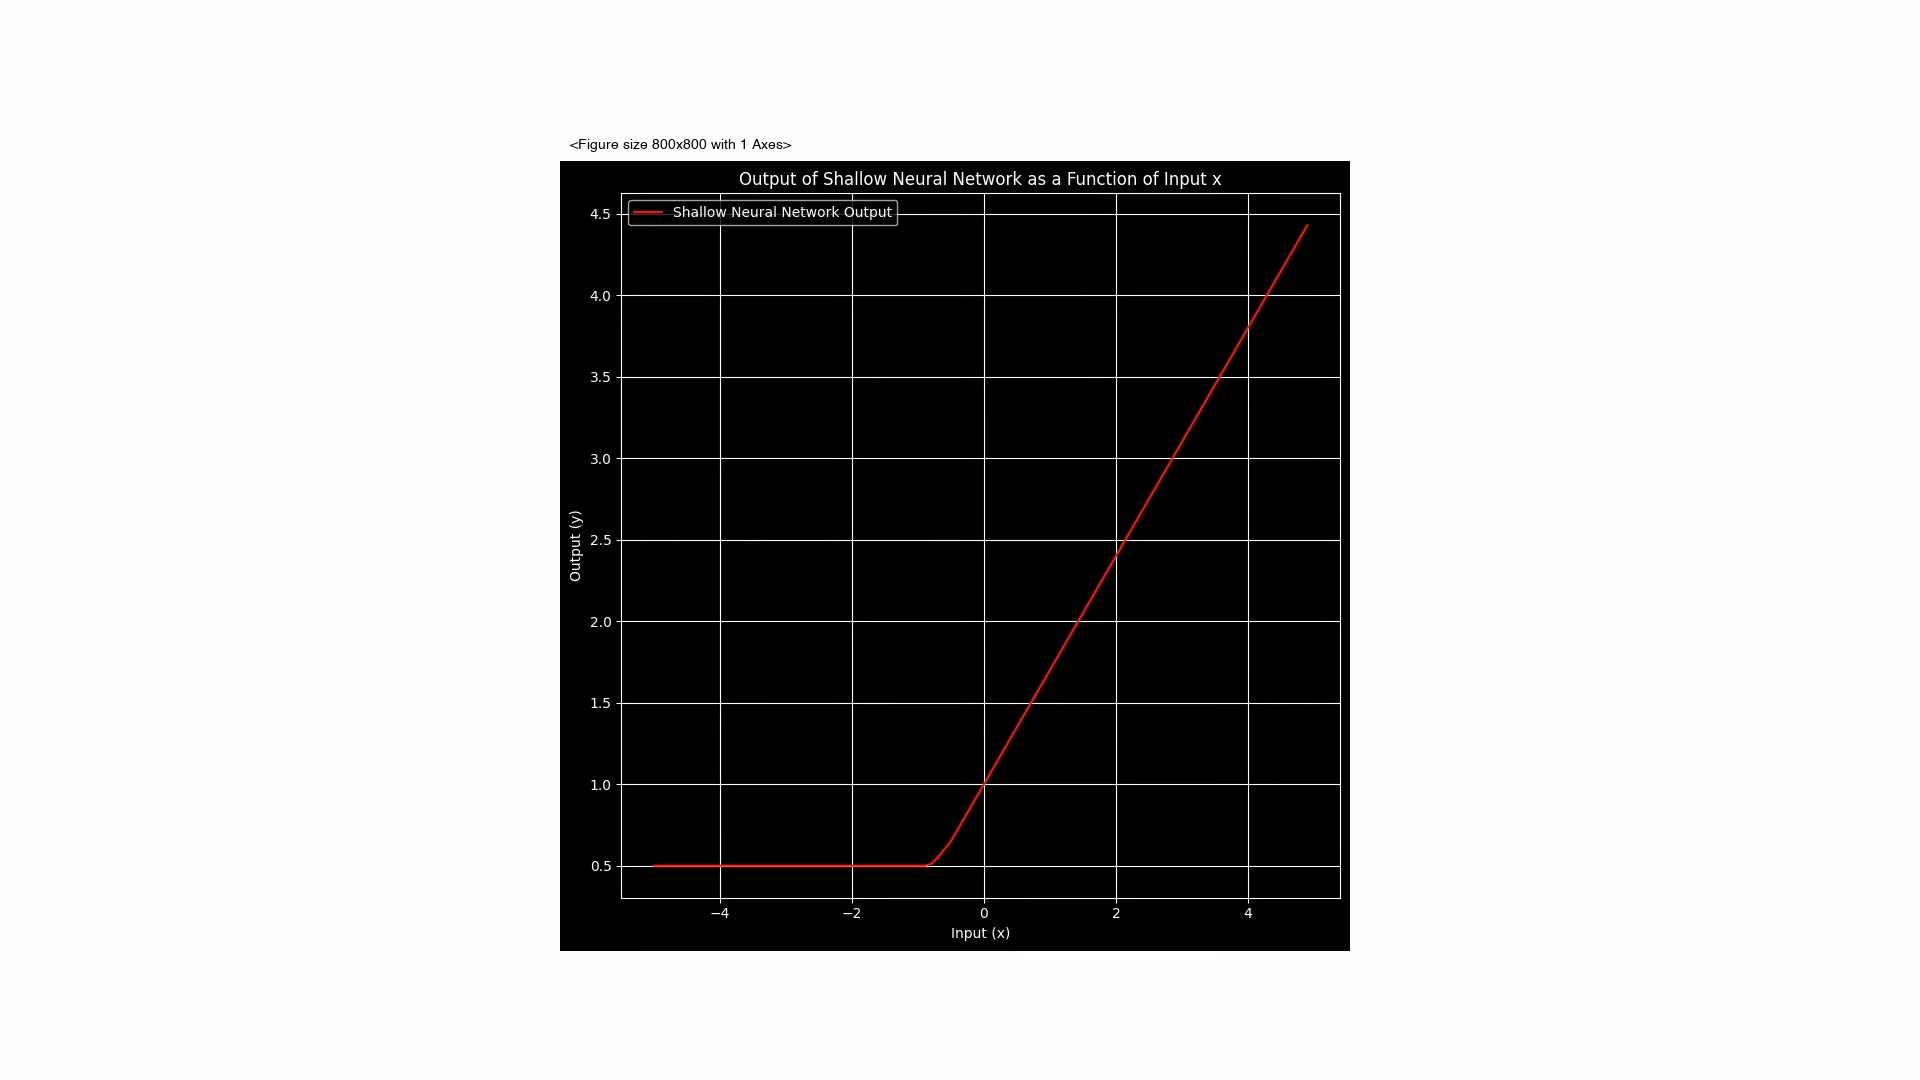 <Figure size 800x800 with 1 Axes>
Output of Shallow Neural Network as a Function of Input x
Shallow Neural Network Output
4.5
4.0
3.5
3.0
2.5
2.0
1.5
1.0
0.5
Output (y)
−4 −2 0 2 4
Input (x)